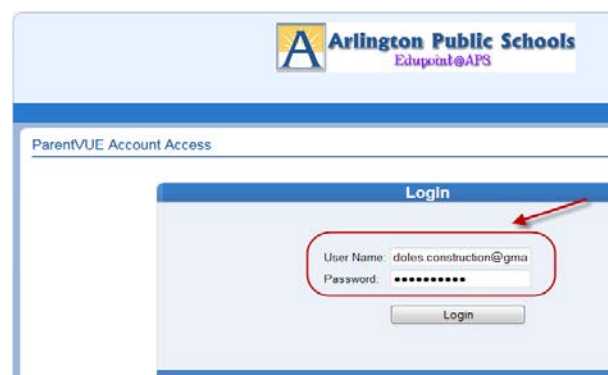 A
Arlington Public Schools
Edupoint@APS
ParentVUE Account Access
Login
User Name: doles.construction@gma
Password: ••••••••••
Login